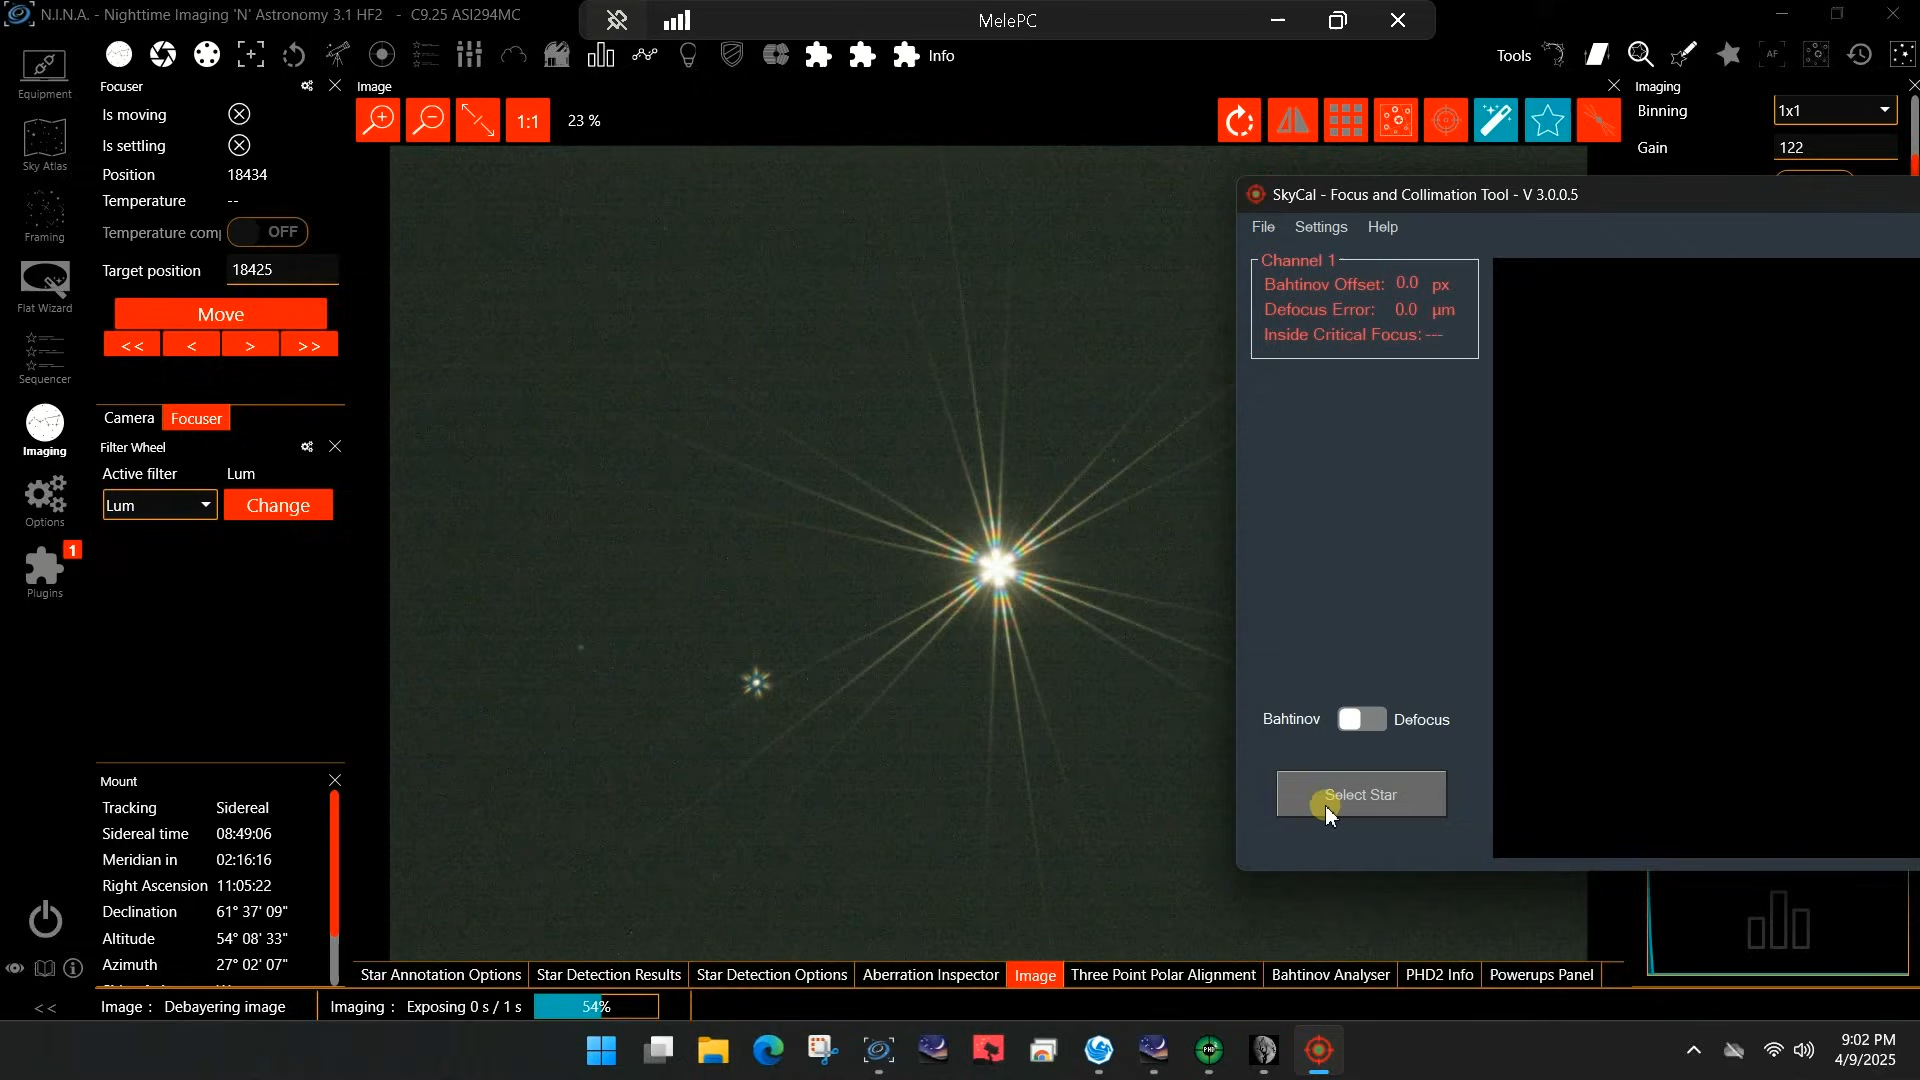 N.I.N.A. - Nighttime Imaging 'N' Astronomy 3.1 HF2 - C9.25 ASI294MC
MelePC
Info
Tools
AF
Equipment
Sky Atlas
Framing
Flat Wizard
Sequencer
Imaging
Options
1
Plugins
Focuser
Is moving
Is settling
Position 18434
Temperature --
Temperature comp OFF
Target position 18425
Move
<< < > >>
Camera Focuser
Filter Wheel
Active filter Lum
Lum Change
Mount
Tracking Sidereal
Sidereal time 08:49:06
Meridian in 02:16:16
Right Ascension 11:05:22
Declination 61° 37' 09"
Altitude 54° 08' 33"
Azimuth 27° 02' 07"
Image
1:1 23 %
Imaging
Binning 1x1
Gain 122
SkyCal - Focus and Collimation Tool - V 3.0.0.5
File Settings Help
Channel 1
Bahtinov Offset: 0.0 px
Defocus Error: 0.0 µm
Inside Critical Focus: ---
Bahtinov Defocus
Select Star
Star Annotation Options Star Detection Results Star Detection Options Aberration Inspector Image Three Point Polar Alignment Bahtinov Analyser PHD2 Info Powerups Panel
<< Image : Debayering image Imaging : Exposing 0 s / 1 s 54%
PHD
9:02 PM
4/9/2025